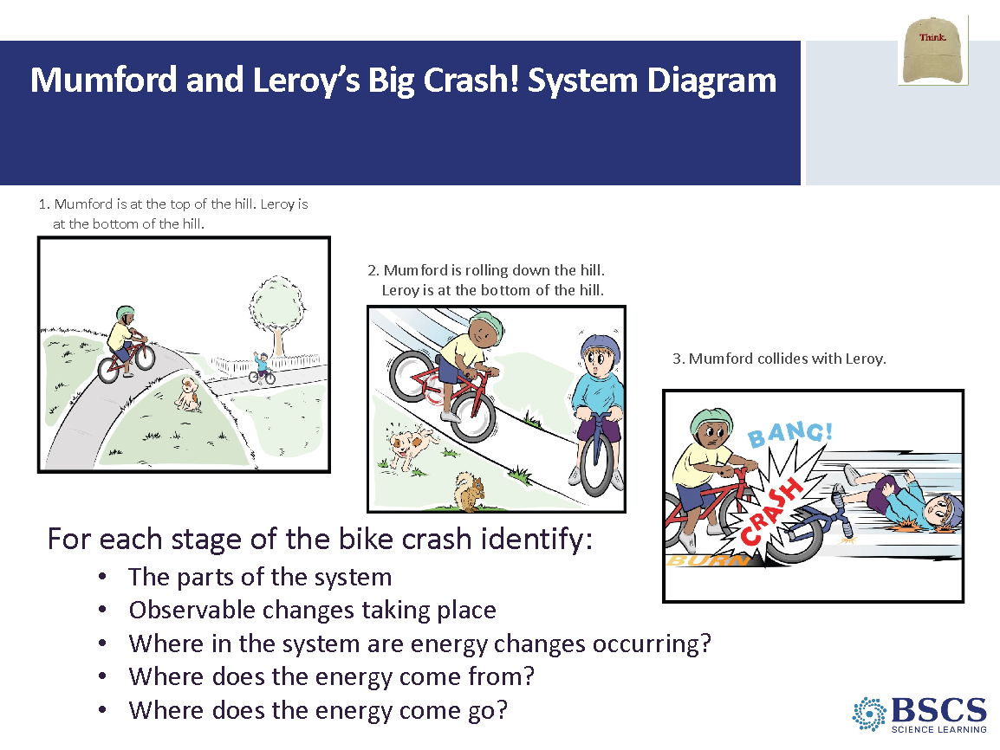 Think.
Mumford and Leroy's Big Crash! System Diagram
1. Mumford is at the top of the hill. Leroy is
at the bottom of the hill.
2. Mumford is rolling down the hill.
Leroy is at the bottom of the hill.
3. Mumford collides with Leroy.
BANG!
CRASH
BURN
For each stage of the bike crash identify:
• The parts of the system
• Observable changes taking place
• Where in the system are energy changes occurring?
• Where does the energy come from?
• Where does the energy come go?
BSCS
SCIENCE LEARNING